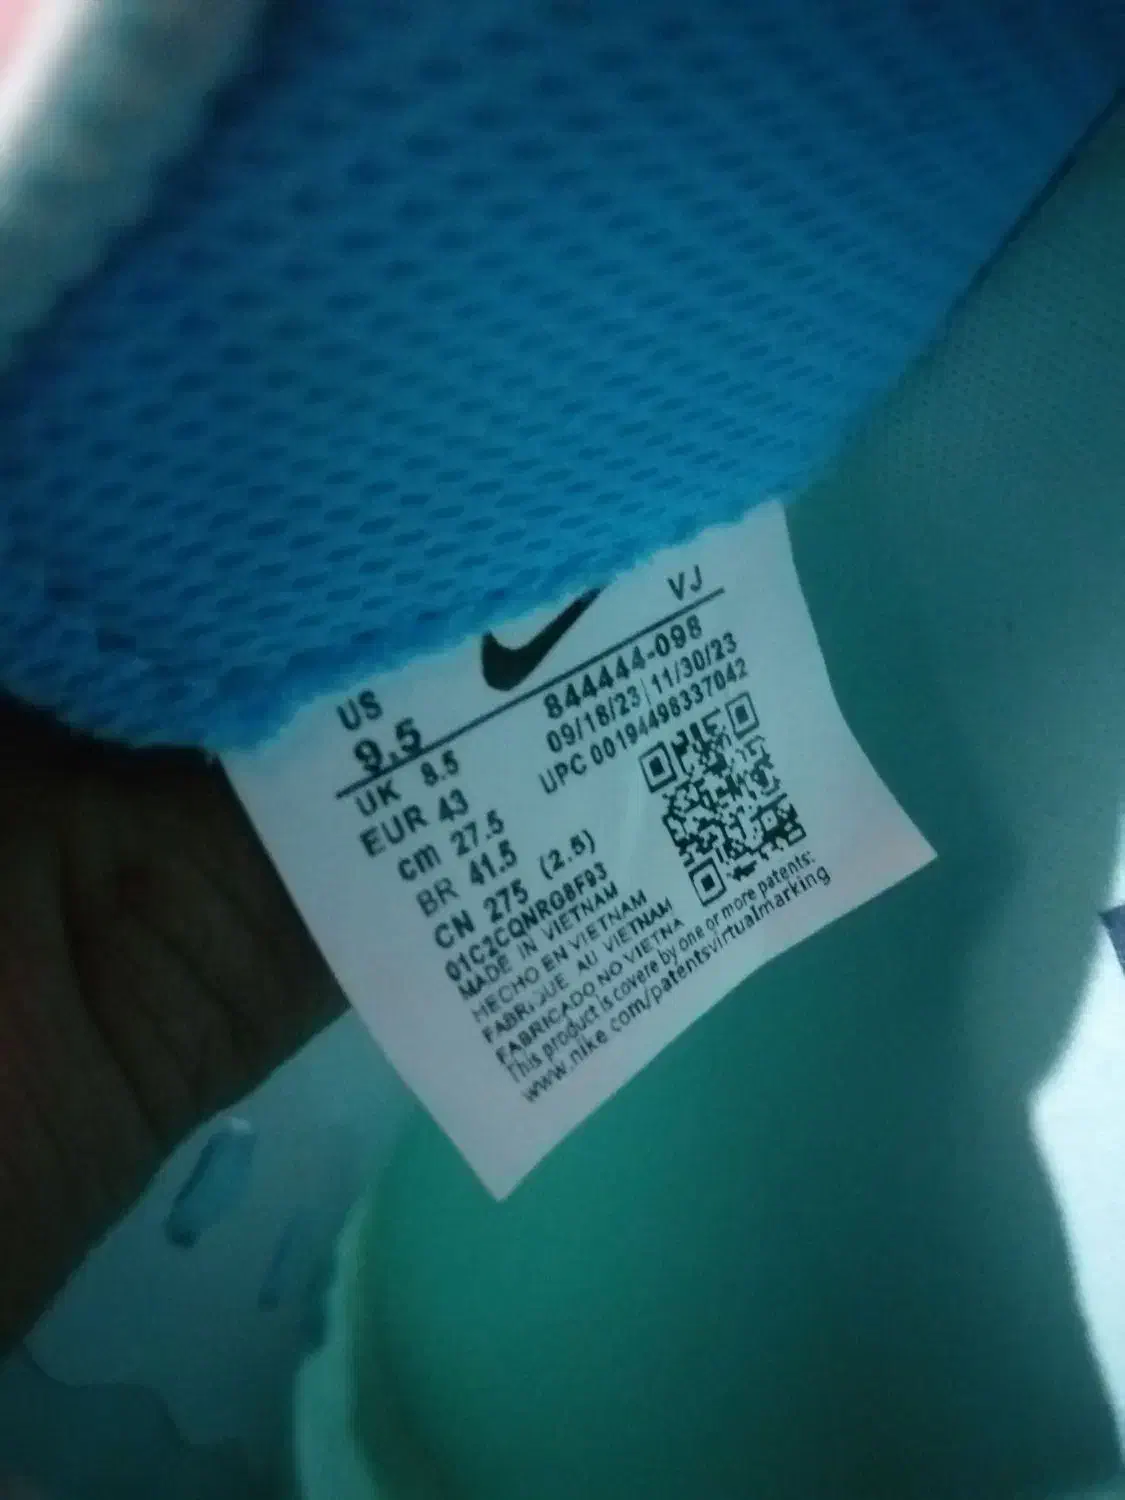 US
9.5
VJ
844444-098
09/18/23 11/30/23
UPC 00194498337042
UK 8.5
EUR 43
cm 27.5
BR 41.5
CN 275 (2.5)
01C2CQNRG8F93
MADE IN VIETNAM
HECHO EN VIETNAM
AU VIETNAM
FABRICADO NO VIETNA
This product is covere by one or more patents:
www.nike.com/patentsvirtualmarking